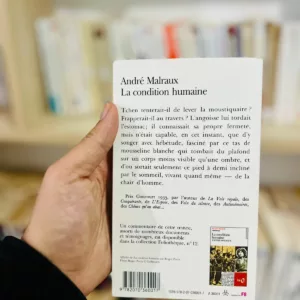 André Malraux
La condition humaine
Tchen tenterait-il de lever la moustiquaire ?
Frapperait-il au travers ? L'angoisse lui tordait
l'estomac ; il connaissait sa propre fermeté,
mais n'était capable, en cet instant, que d'y
songer avec hébétude, fasciné par ce tas de
mousseline blanche qui tombait du plafond
sur un corps moins visible qu'une ombre, et
d'où sortait seulement ce pied à demi incliné
par le sommeil, vivant quand même — de la
chair d'homme.
Prix Goncourt 1933, par l'auteur de La Voie royale, des
Conquérants, de L'Espoir, des Voix du silence, des Antimémoires,
des Chênes qu'on abat...
Un commentaire de cette œuvre,
assorti de nombreux documents
et témoignages, est disponible
dans la collection Foliothèque, n° 12.